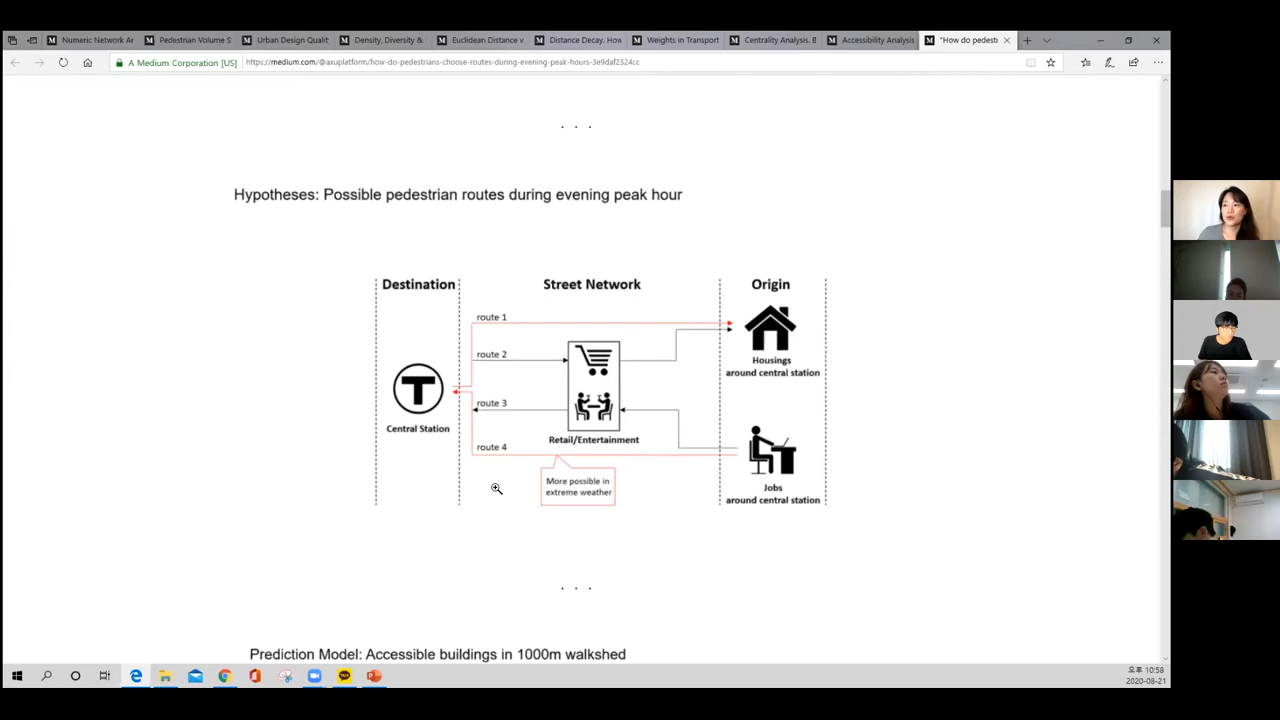 Numeric Network Ar
Pedestrian Volume S
Urban Design Qualit
Density, Diversity &
Euclidean Distance v
Distance Decay, How
Weights in Transport
Centrality Analysis. B
Accessibility Analysis
"How do pedest
A Medium Corporation [US]
https://medium.com/@axuplatform/how-do-pedestrians-choose-routes-during-evening-peak-hours-3e9daf2324cc
. . .
Hypotheses: Possible pedestrian routes during evening peak hour
Destination
Street Network
Origin
route 1
route 2
Housings
around central station
T
Central Station
route 3
Retail/Entertainment
route 4
More possible in
extreme weather
Jobs
around central station
. . .
Prediction Model: Accessible buildings in 1000m walkshed
오후 10:58
2020-08-21